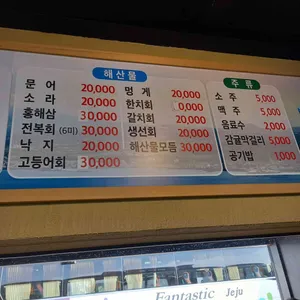 해산물
문 어 20,000
소 라 20,000
홍해삼 30,000
전복회 (6미) 30,000
낙 지 20,000
고등어회 30,000
멍 게 20,000
한치회 0,000
갈치회 20,000
생선회 20,000
해산물모듬 30,000
주 류
소 주 5,000
맥 주 5,000
음료수 2,000
감귤막걸리 5,000
공기밥 1,000
Fantastic Jeju